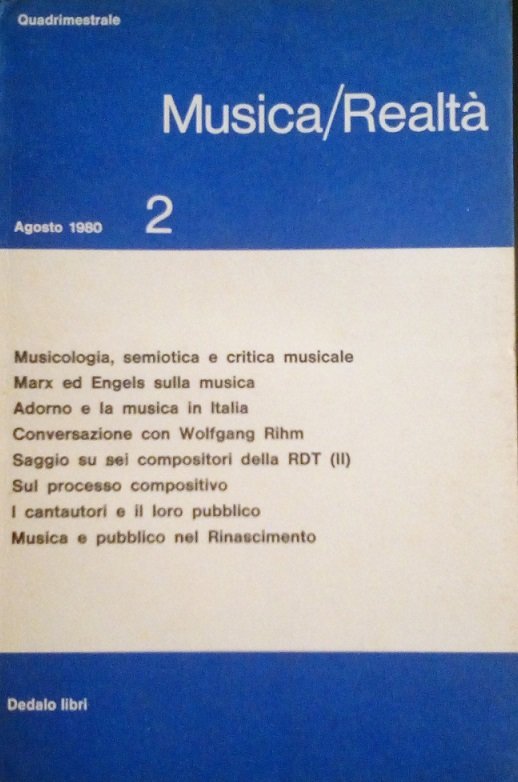 Quadrimestrale
Musica/Realtà
Agosto 1980 2
Musicologia, semiotica e critica musicale
Marx ed Engels sulla musica
Adorno e la musica in Italia
Conversazione con Wolfgang Rihm
Saggio su sei compositori della RDT (II)
Sul processo compositivo
I cantautori e il loro pubblico
Musica e pubblico nel Rinascimento
Dedalo libri